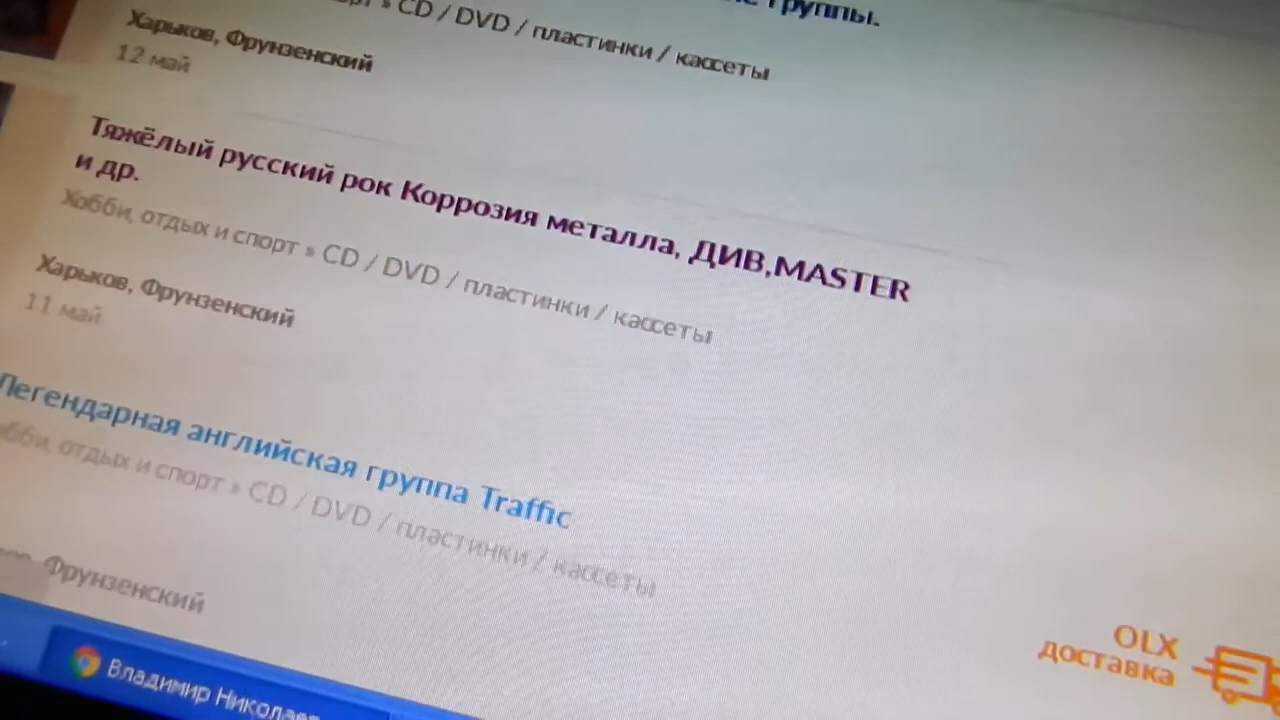 группы.
» CD / DVD / пластинки / кассеты
Харьков, Фрунзенский
12 май
Тяжёлый русский рок Коррозия металла, ДИВ,MASTER
и др.
Хобби, отдых и спорт » CD / DVD / пластинки / кассеты
Харьков, Фрунзенский
11 май
Легендарная английская группа Traffic
обби, отдых и спорт » CD / DVD / пластинки / кассеты
Фрунзенский
OLX
доставка
Владимир Николаев